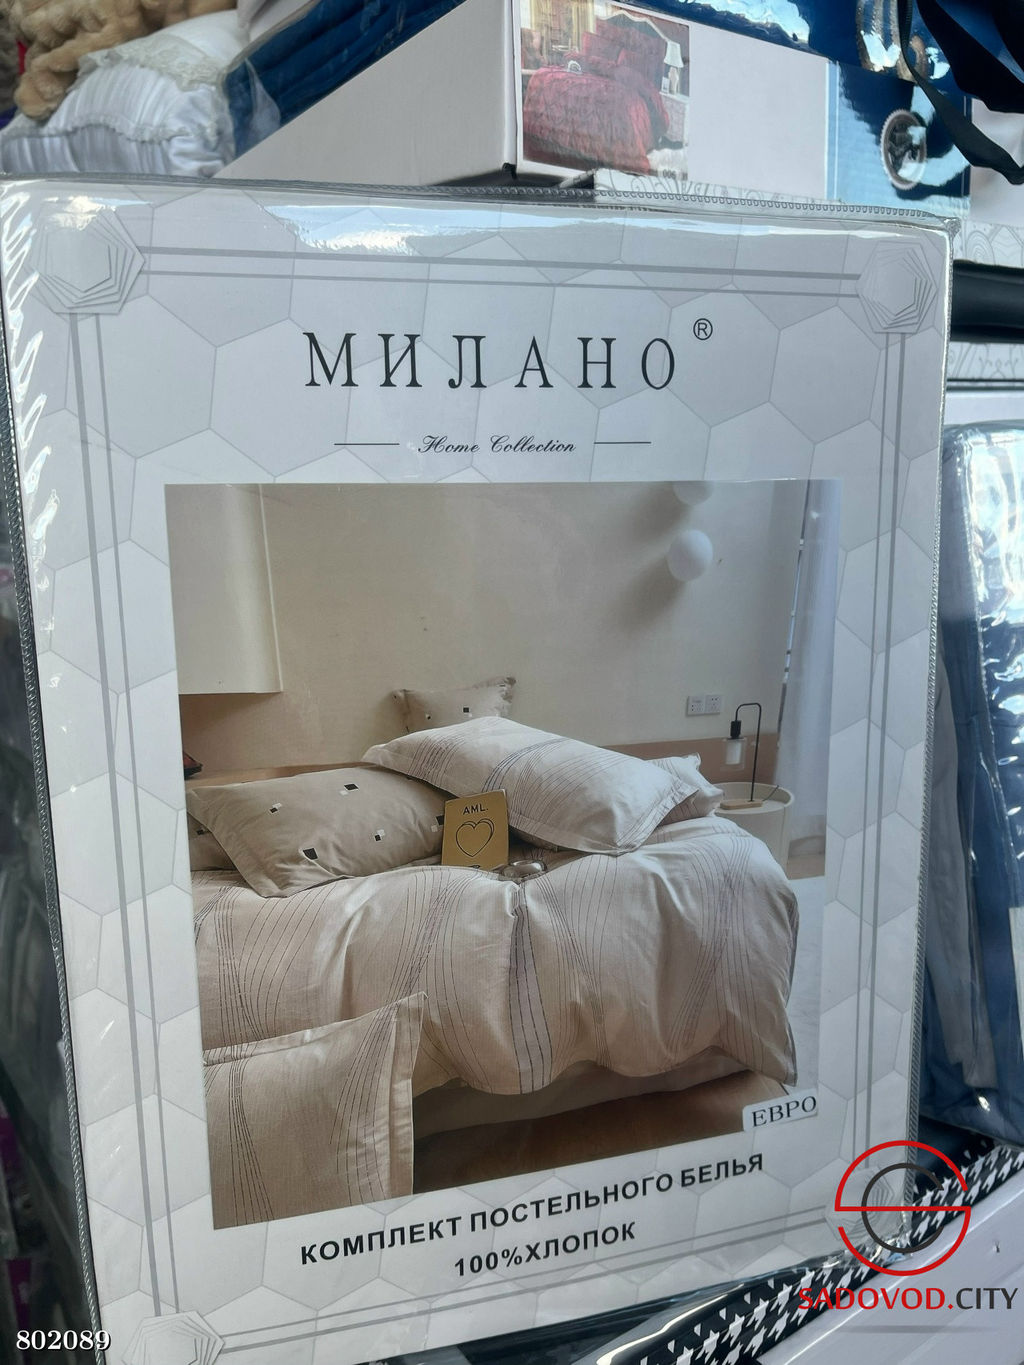 МИЛАНО®
Home Collection
AML.
ЕВРО
КОМПЛЕКТ ПОСТЕЛЬНОГО БЕЛЬЯ
100%ХЛОПОК
SADOVOD.CITY
802089